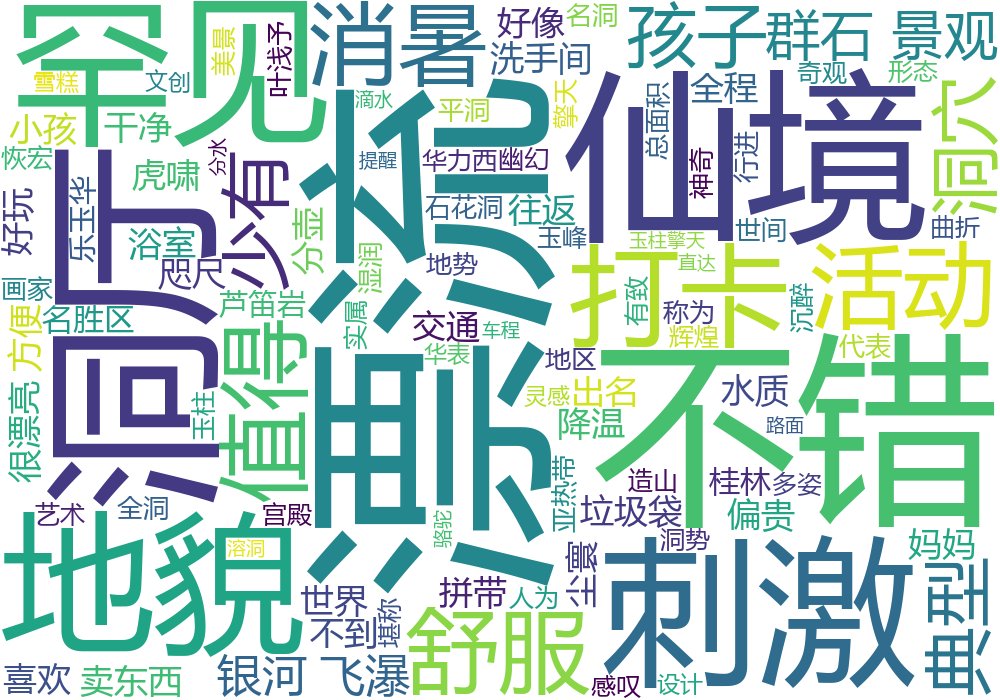 罕见
消暑
好像
名洞
孩子
群石
景观
美景
叶浅予
雪糕
文创
洗手间
奇观
形态
滴水
平洞
擎天
全程
总面积
仙境
洞穴
小孩
干净
漂流
恢宏
虎啸
分水
少有
提醒
华力西
幽幻
神奇
行进
好玩
乐玉华
洞厅
石花洞
往返
世间
曲折
分壶
浴室
玉峰
玉柱擎天
咫尺
湿润
地势
打卡
直达
活动
画家
芦笛岩
有致
沉醉
名胜区
实属
交通
称为
方便
车程
辉煌
值得
华表
地区
不错
代表
很漂亮
玉柱
漂
灵感
出名
水质
降温
路面
亚热带
造山
桂林
多姿
艺术
全洞
宫殿
垃圾袋
偏贵
地貌
溶洞
骆驼
洞势
妈妈
尘寰
刺激
典型
世界
不到
堪称
拼带
人为
舒服
喜欢
卖东西
银河
飞瀑
感叹
设计